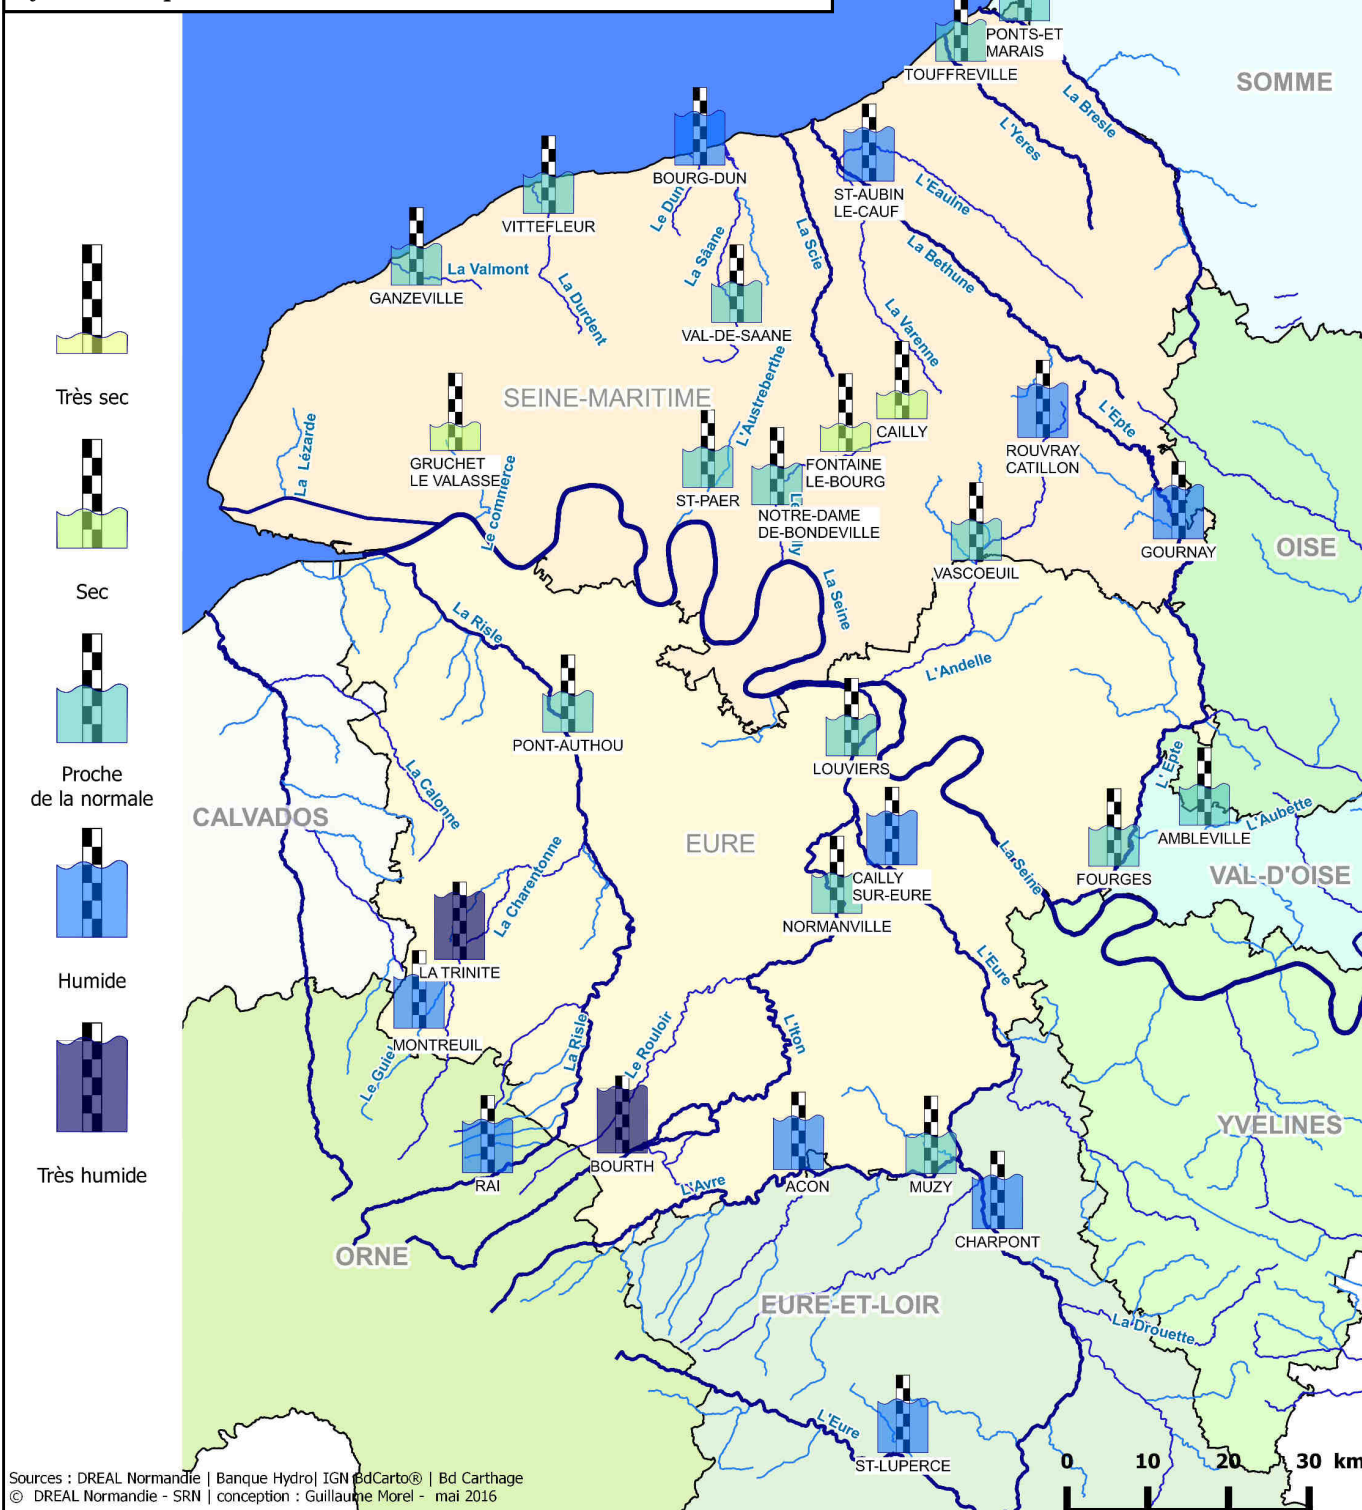 PONTS-ET
MARAIS
TOUFFREVILLE
SOMME
La Bresle
L'Yeres
BOURG-DUN
ST-AUBIN
LE-CAUF
L'Eaulne
VITTEFLEUR
Le Dun
La Sâane
La Scie
La Bethune
La Valmont
GANZEVILLE
La Durdent
VAL-DE-SAANE
La Varenne
Très sec
SEINE-MARITIME
L'Austreberthe
CAILLY
L'Epte
ROUVRAY
CATILLON
La Lézarde
GRUCHET
LE VALASSE
Le commerce
FONTAINE
LE-BOURG
ST-PAER
NOTRE-DAME
DE-BONDEVILLE
GOURNAY
OISE
VASCOEUIL
Sec
La Seine
La Risle
L'Andelle
PONT-AUTHOU
LOUVIERS
Proche
de la normale
La Calonne
L'Epte
CALVADOS
EURE
AMBLEVILLE
L'Aubette
La Charentonne
La Seine
FOURGES
VAL-D'OISE
CAILLY
SUR-EURE
NORMANVILLE
LA TRINITE
L'Eure
Humide
MONTREUIL
Le Guiel
La Risle
Le Rouloir
L'Iton
YVELINES
BOURTH
Très humide
RAI
L'Avre
ACON
MUZY
CHARPONT
ORNE
EURE-ET-LOIR
La Drouette
L'Eure
ST-LUPERCE
0 10 20 30 km
Sources : DREAL Normandie | Banque Hydro| IGN BdCarto® | Bd Carthage
© DREAL Normandie - SRN | conception : Guillaume Morel - mai 2016